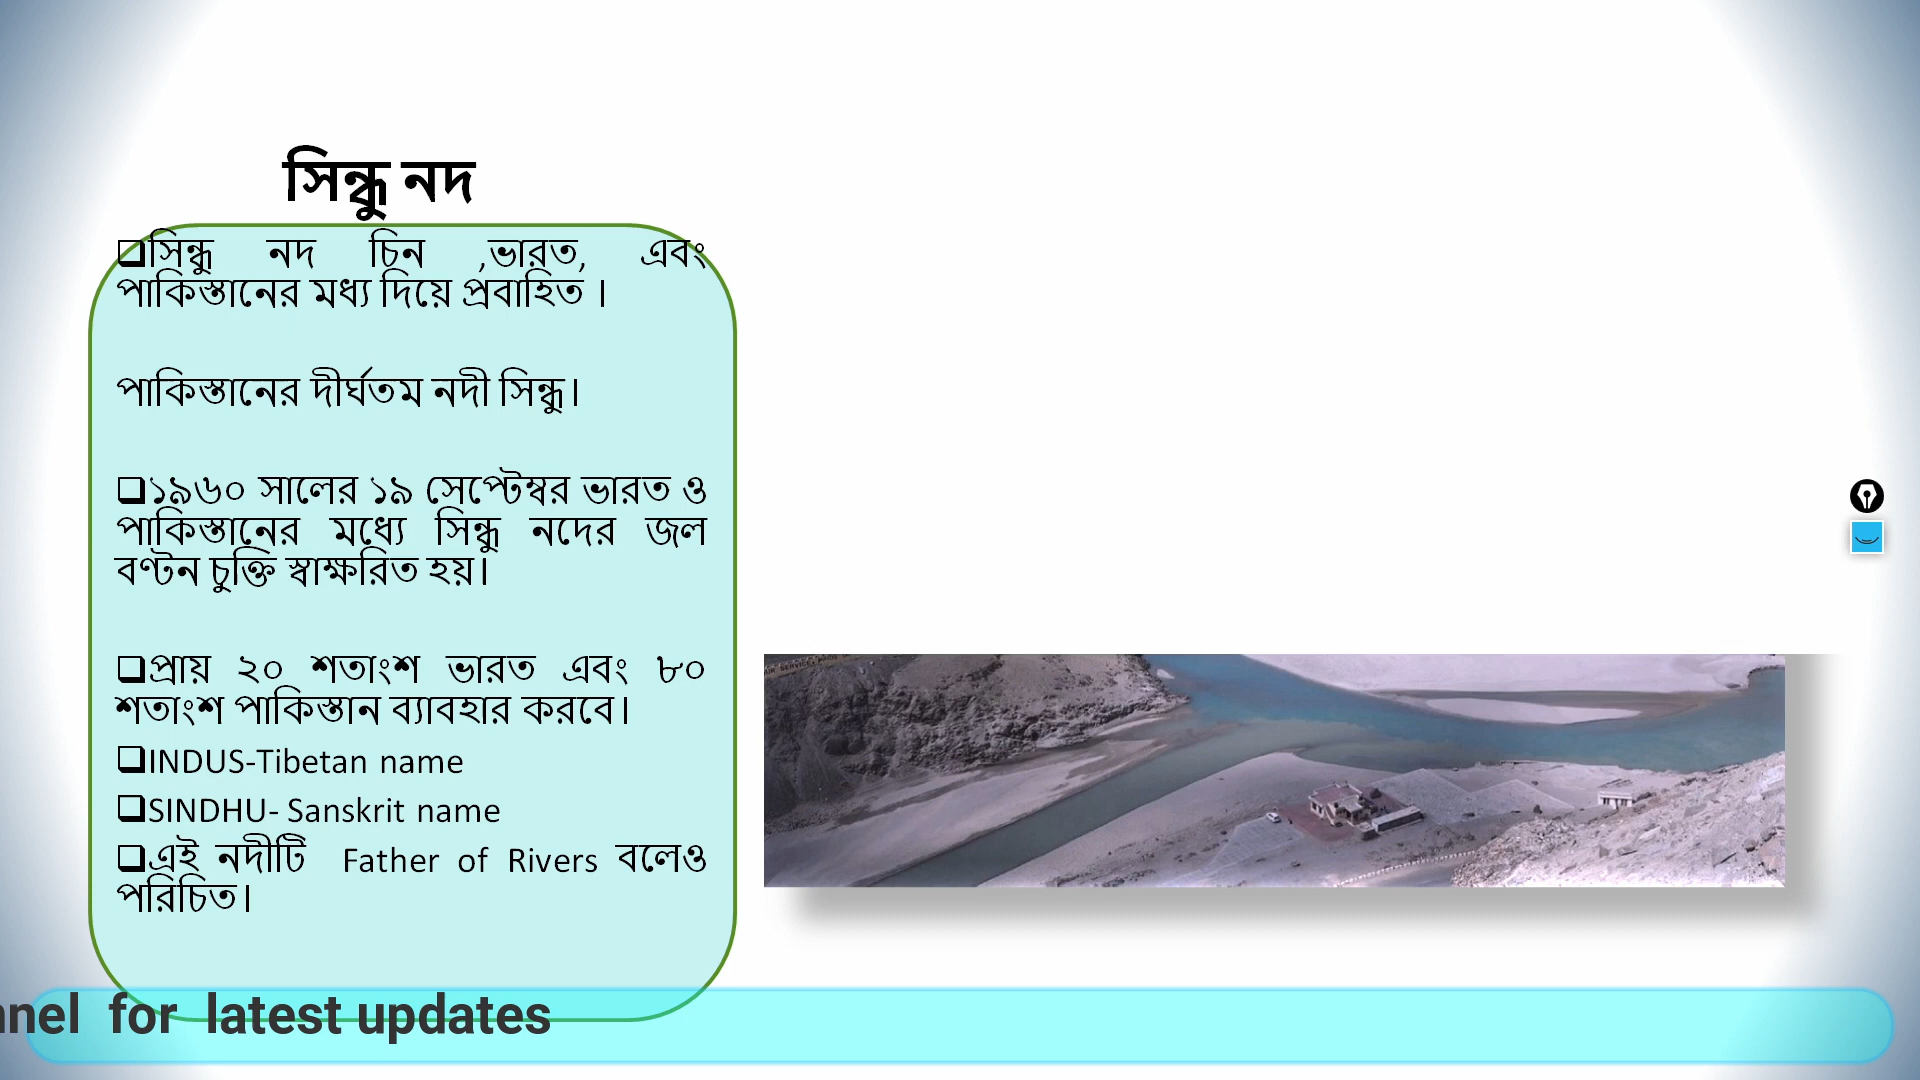 সিন্ধু নদ
❑সিন্ধু নদ চিন ,ভারত, এবং
পাকিস্তানের মধ্য দিয়ে প্রবাহিত ।
পাকিস্তানের দীর্ঘতম নদী সিন্ধু।
❑১৯৬০ সালের ১৯ সেপ্টেম্বর ভারত ও
পাকিস্তানের মধ্যে সিন্ধু নদের জল
বণ্টন চুক্তি স্বাক্ষরিত হয়।
❑প্রায় ২০ শতাংশ ভারত এবং ৮০
শতাংশ পাকিস্তান ব্যাবহার করবে।
❑INDUS-Tibetan name
❑SINDHU- Sanskrit name
❑এই নদীটি Father of Rivers বলেও
পরিচিত।
for latest updates